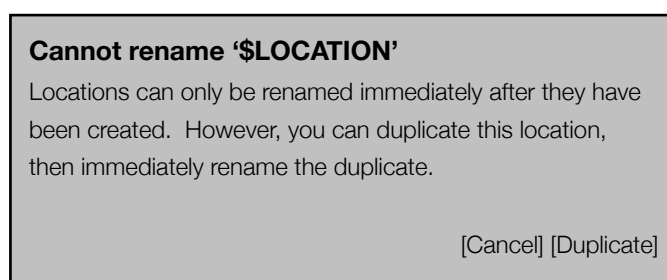 Cannot rename ‘$LOCATION’
Locations can only be renamed immediately after they have
been created.  However, you can duplicate this location,
then immediately rename the duplicate.
[Cancel] [Duplicate]